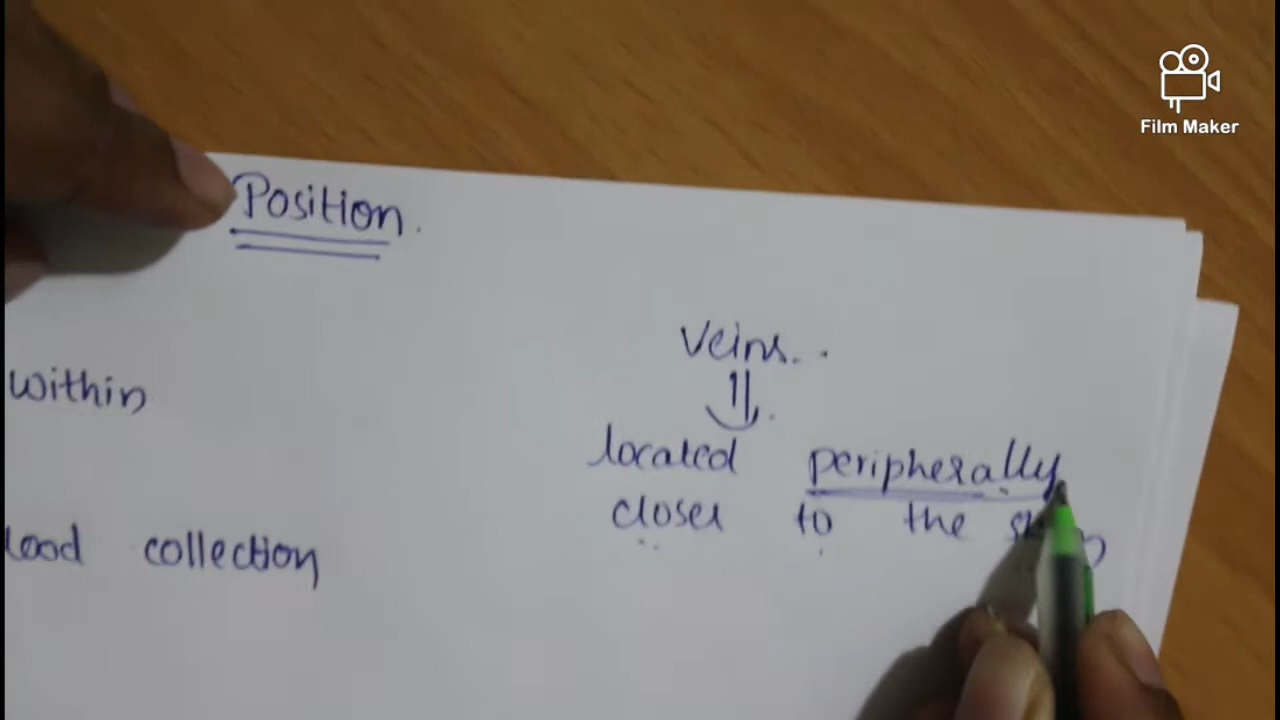 Film Maker
Position.
Veins.
within
located peripherally
closer to the
lood collection